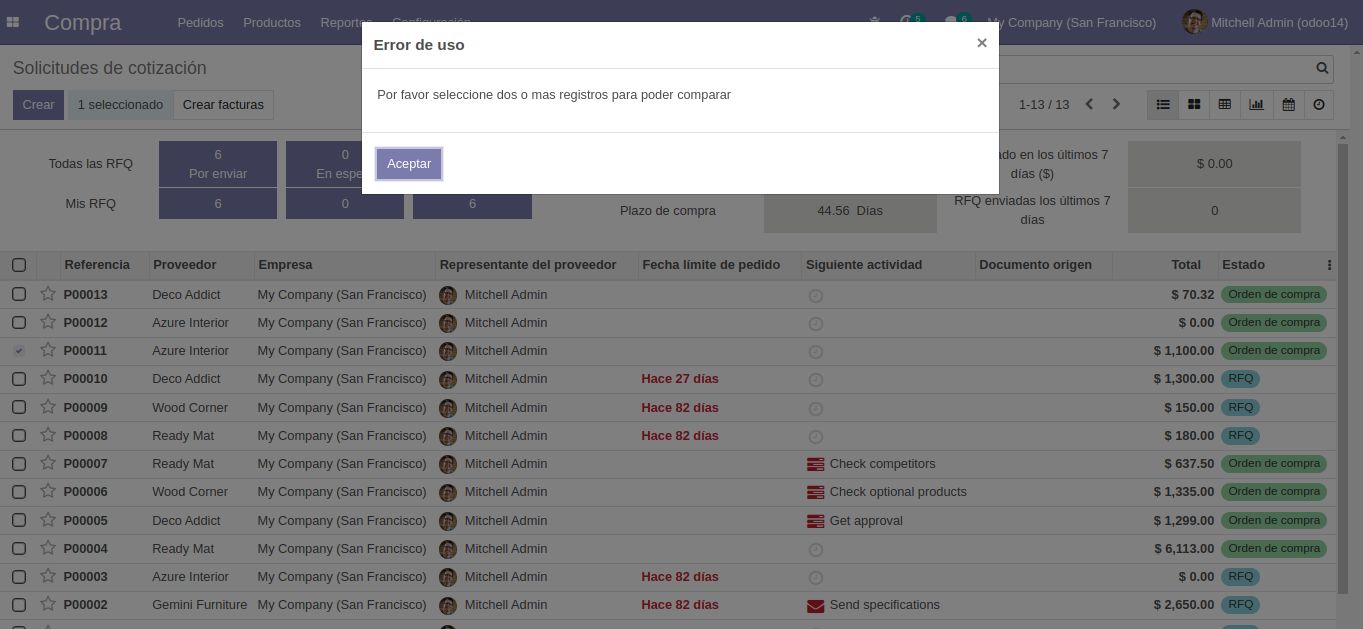 Compra Pedidos Productos Reportes Configuración 5 6 My Company (San Francisco) Mitchell Admin (odoo14)
Error de uso ×
Solicitudes de cotización
Por favor seleccione dos o mas registros para poder comparar
Crear 1 seleccionado Crear facturas 1-13 / 13
Aceptar
Todas las RFQ 6 Por enviar 0 En espe ado en los últimos 7 días ($) $ 0.00
Mis RFQ 6 0 6 Plazo de compra 44.56 Días RFQ enviadas los últimos 7 días 0
Referencia Proveedor Empresa Representante del proveedor Fecha límite de pedido Siguiente actividad Documento origen Total Estado
P00013 Deco Addict My Company (San Francisco) Mitchell Admin $ 70.32 Orden de compra
P00012 Azure Interior My Company (San Francisco) Mitchell Admin $ 0.00 Orden de compra
P00011 Azure Interior My Company (San Francisco) Mitchell Admin $ 1,100.00 Orden de compra
P00010 Deco Addict My Company (San Francisco) Mitchell Admin Hace 27 días $ 1,300.00 RFQ
P00009 Wood Corner My Company (San Francisco) Mitchell Admin Hace 82 días $ 150.00 RFQ
P00008 Ready Mat My Company (San Francisco) Mitchell Admin Hace 82 días $ 180.00 RFQ
P00007 Ready Mat My Company (San Francisco) Mitchell Admin Check competitors $ 637.50 Orden de compra
P00006 Wood Corner My Company (San Francisco) Mitchell Admin Check optional products $ 1,335.00 Orden de compra
P00005 Deco Addict My Company (San Francisco) Mitchell Admin Get approval $ 1,299.00 Orden de compra
P00004 Ready Mat My Company (San Francisco) Mitchell Admin $ 6,113.00 Orden de compra
P00003 Azure Interior My Company (San Francisco) Mitchell Admin Hace 82 días $ 0.00 RFQ
P00002 Gemini Furniture My Company (San Francisco) Mitchell Admin Hace 82 días Send specifications $ 2,650.00 RFQ